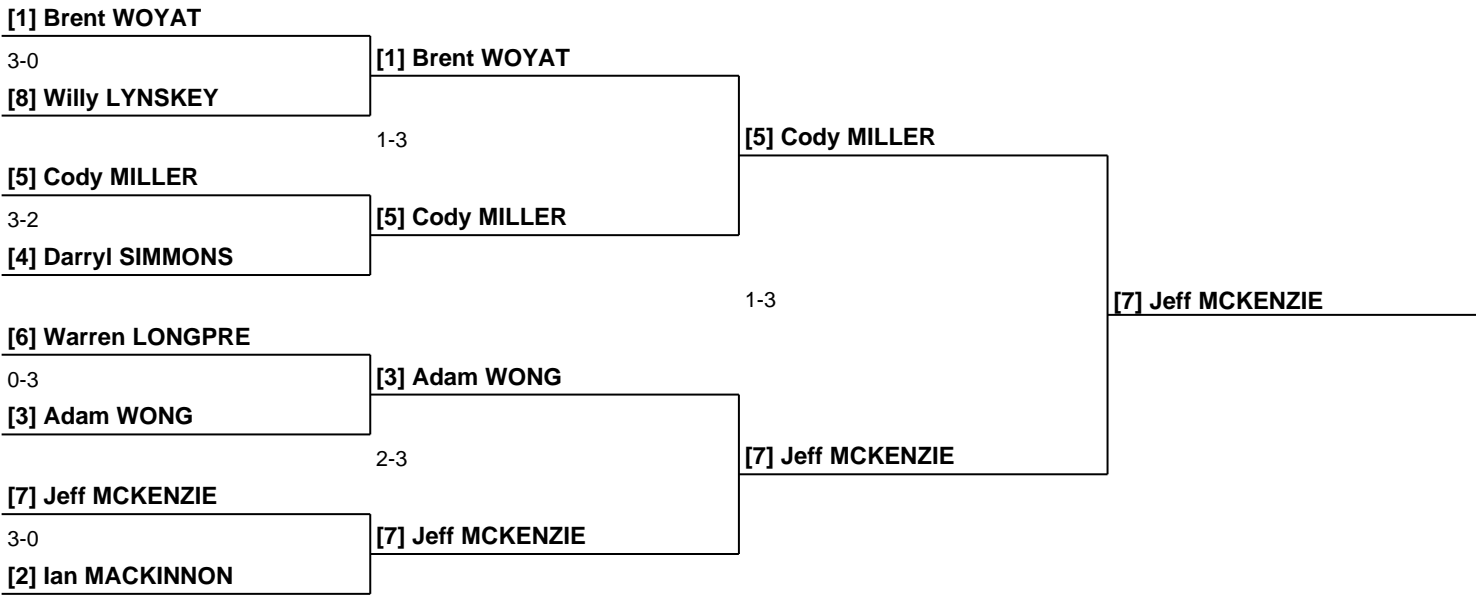 [1] Brent WOYAT
3-0
[8] Willy LYNSKEY
[5] Cody MILLER
3-2
[4] Darryl SIMMONS
[6] Warren LONGPRE
0-3
[3] Adam WONG
[7] Jeff MCKENZIE
3-0
[2] Ian MACKINNON
[1] Brent WOYAT
1-3
[5] Cody MILLER
[3] Adam WONG
2-3
[7] Jeff MCKENZIE
[5] Cody MILLER
1-3
[7] Jeff MCKENZIE
[7] Jeff MCKENZIE